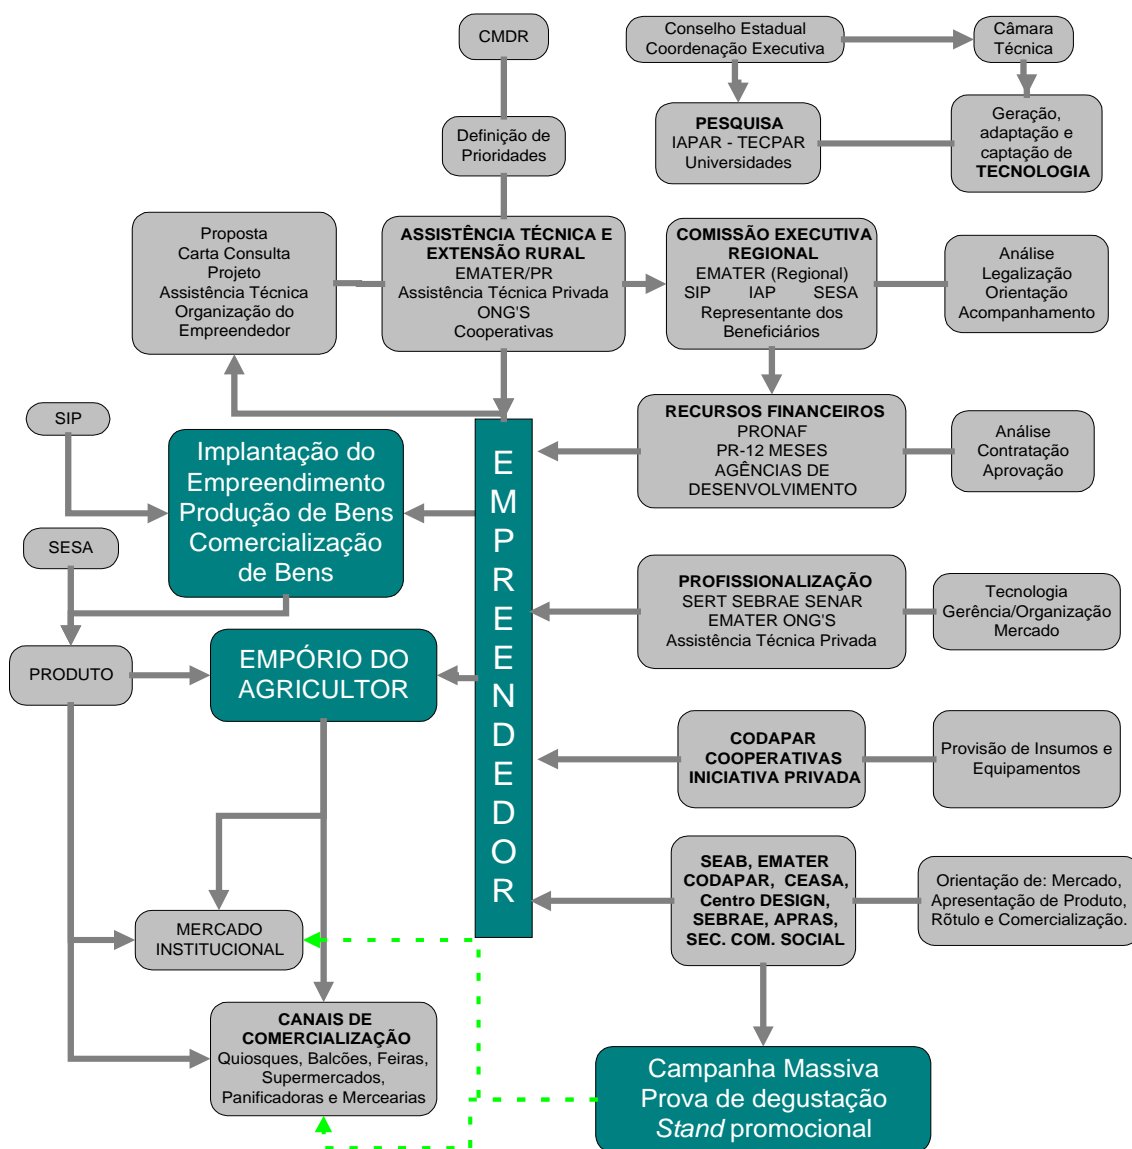 CMDR
Conselho Estadual
Coordenação Executiva
Câmara
Técnica
Definição de
Prioridades
PESQUISA
IAPAR - TECPAR
Universidades
Geração,
adaptação e
captação de
TECNOLOGIA
Proposta
Carta Consulta
Projeto
Assistência Técnica
Organização do
Empreendedor
ASSISTÊNCIA TÉCNICA E
EXTENSÃO RURAL
EMATER/PR
Assistência Técnica Privada
ONG'S
Cooperativas
COMISSÃO EXECUTIVA
REGIONAL
EMATER (Regional)
SIP IAP SESA
Representante dos
Beneficiários
Análise
Legalização
Orientação
Acompanhamento
SIP
Implantação do
Empreendimento
Produção de Bens
Comercialização
de Bens
E
M
P
R
E
E
N
D
E
D
O
R
RECURSOS FINANCEIROS
PRONAF
PR-12 MESES
AGÊNCIAS DE
DESENVOLVIMENTO
Análise
Contratação
Aprovação
SESA
PROFISSIONALIZAÇÃO
SERT SEBRAE SENAR
EMATER ONG'S
Assistência Técnica Privada
Tecnologia
Gerência/Organização
Mercado
PRODUTO
EMPÓRIO DO
AGRICULTOR
CODAPAR
COOPERATIVAS
INICIATIVA PRIVADA
Provisão de Insumos e
Equipamentos
SEAB, EMATER
CODAPAR, CEASA,
Centro DESIGN,
SEBRAE, APRAS,
SEC. COM. SOCIAL
Orientação de: Mercado,
Apresentação de Produto,
Rõtulo e Comercialização.
MERCADO
INSTITUCIONAL
CANAIS DE
COMERCIALIZAÇÃO
Quiosques, Balcões, Feiras,
Supermercados,
Panificadoras e Mercearias
Campanha Massiva
Prova de degustação
Stand promocional